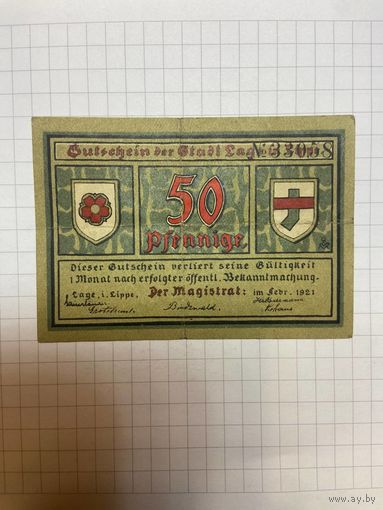 Gutschein der Stadt Lage i. Lippe
50
Pfennige.
Dieser Gutschein verliert seine Gültigkeit
1 Monat nach erfolgter öffentl. Bekanntmachung.
Lage, i. Lippe, Der Magistrat: im Febr. 1921
www.ay.by